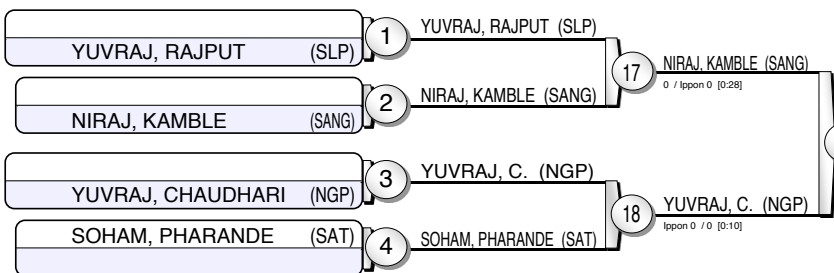 YUVRAJ, RAJPUT (SLP)
1
YUVRAJ, RAJPUT (SLP)
NIRAJ, KAMBLE (SANG)
2
NIRAJ, KAMBLE (SANG)
17
NIRAJ, KAMBLE (SANG)
0 / Ippon 0 [0:28]
YUVRAJ, CHAUDHARI (NGP)
3
YUVRAJ, C. (NGP)
SOHAM, PHARANDE (SAT)
4
SOHAM, PHARANDE (SAT)
18
YUVRAJ, C. (NGP)
Ippon 0 / 0 [0:10]